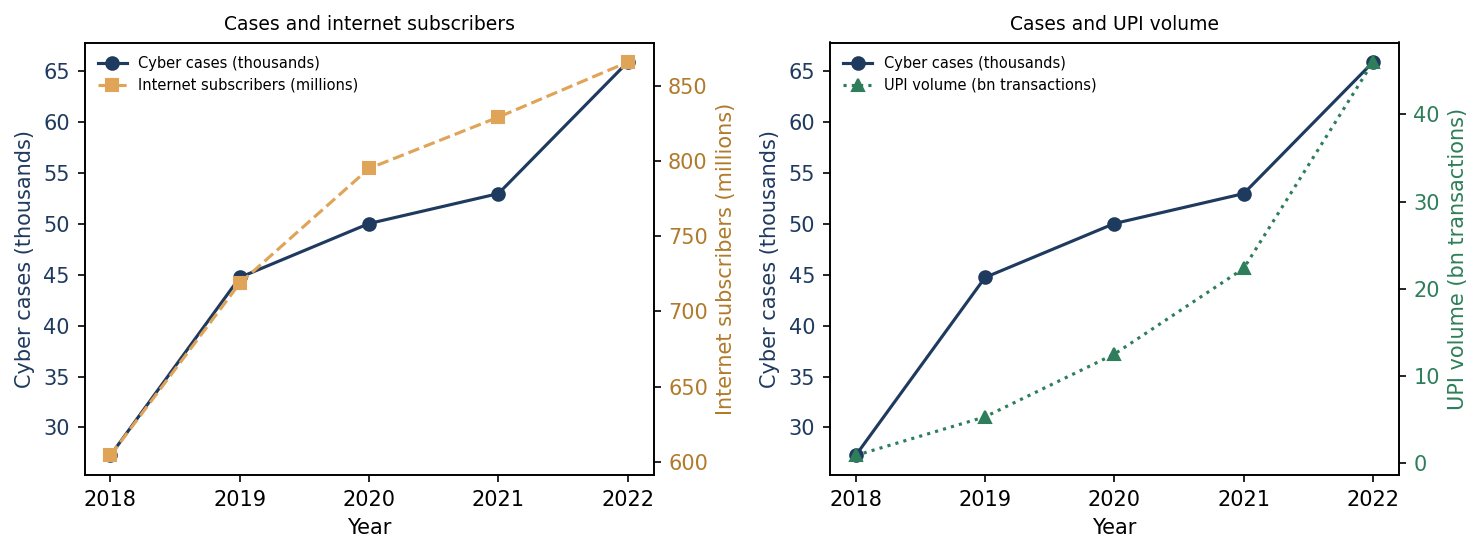 Cases and internet subscribers
Cyber cases (thousands)
Internet subscribers (millions)
65
60
55
50
45
40
35
30
Cyber cases (thousands)
850
800
750
700
650
600
Internet subscribers (millions)
2018 2019 2020 2021 2022
Year
Cases and UPI volume
Cyber cases (thousands)
UPI volume (bn transactions)
65
60
55
50
45
40
35
30
Cyber cases (thousands)
40
30
20
10
0
UPI volume (bn transactions)
2018 2019 2020 2021 2022
Year